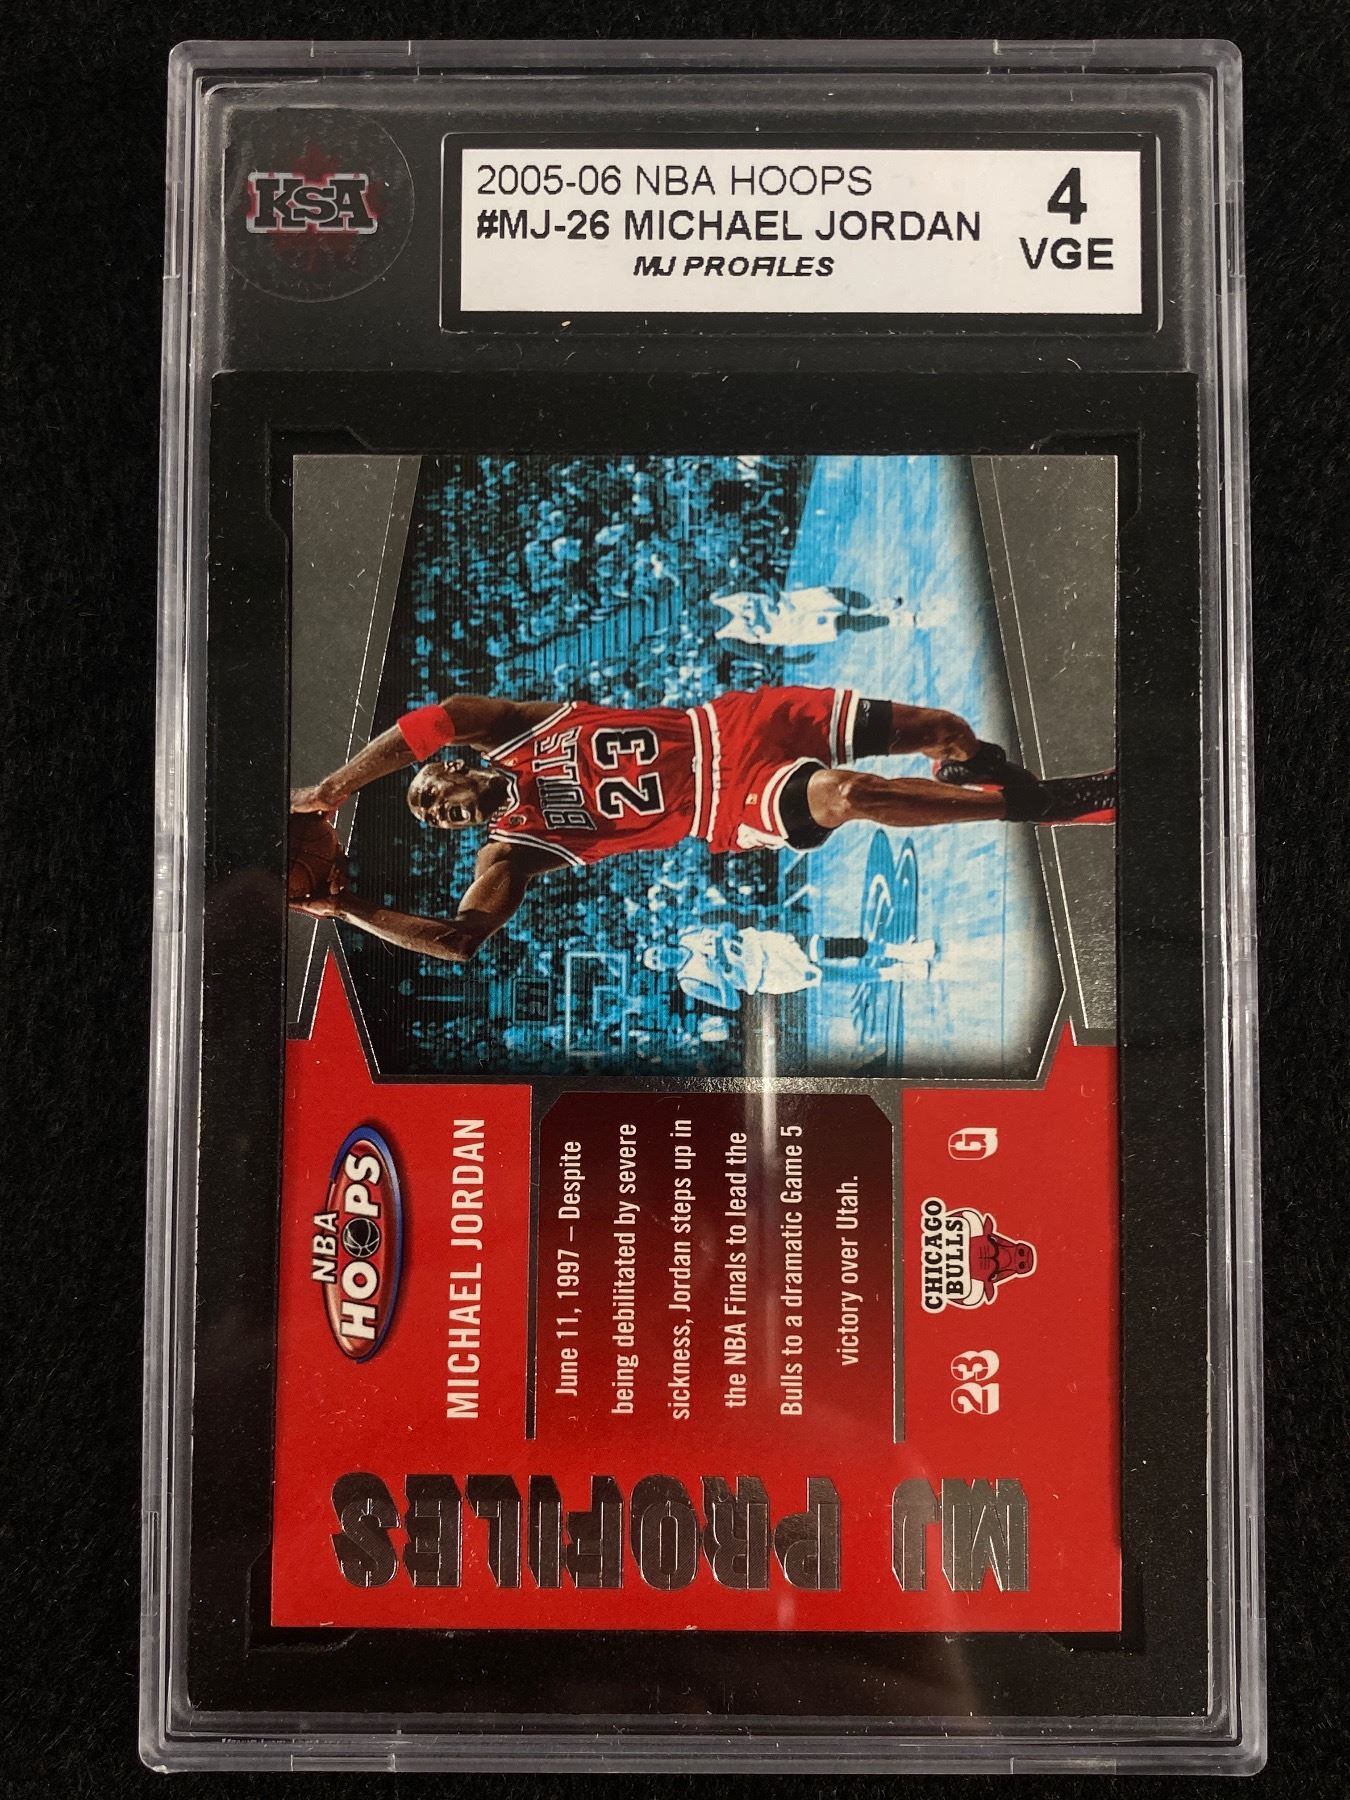 KSA
2005-06 NBA HOOPS
#MJ-26 MICHAEL JORDAN
MJ PROFILES
4
VGE
BULLS
23
NBA
HOOPS
MICHAEL JORDAN
June 11, 1997 – Despite
being debilitated by severe
sickness, Jordan steps up in
the NBA Finals to lead the
Bulls to a dramatic Game 5
victory over Utah.
23
CHICAGO
BULLS
G
MJ PROFILES